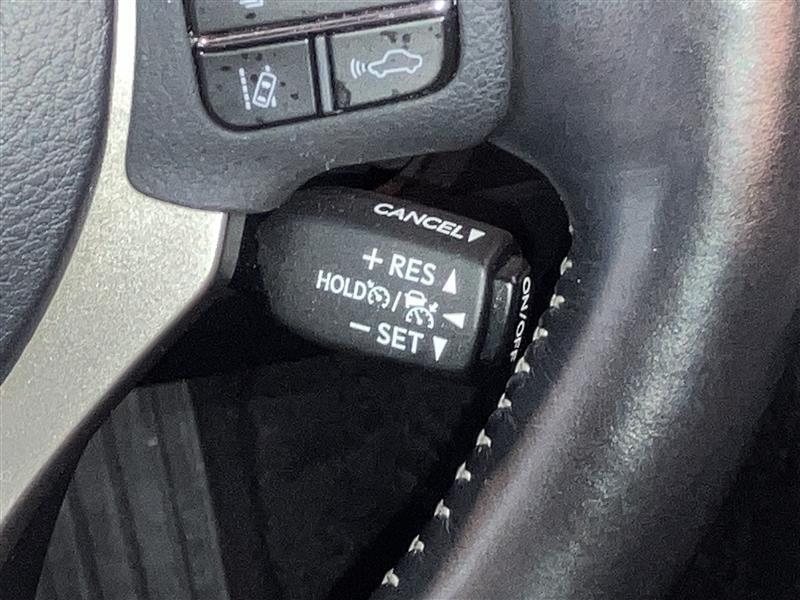 CANCEL▼
+ RES ▲
HOLD / ◀
− SET ▼
ON/OFF